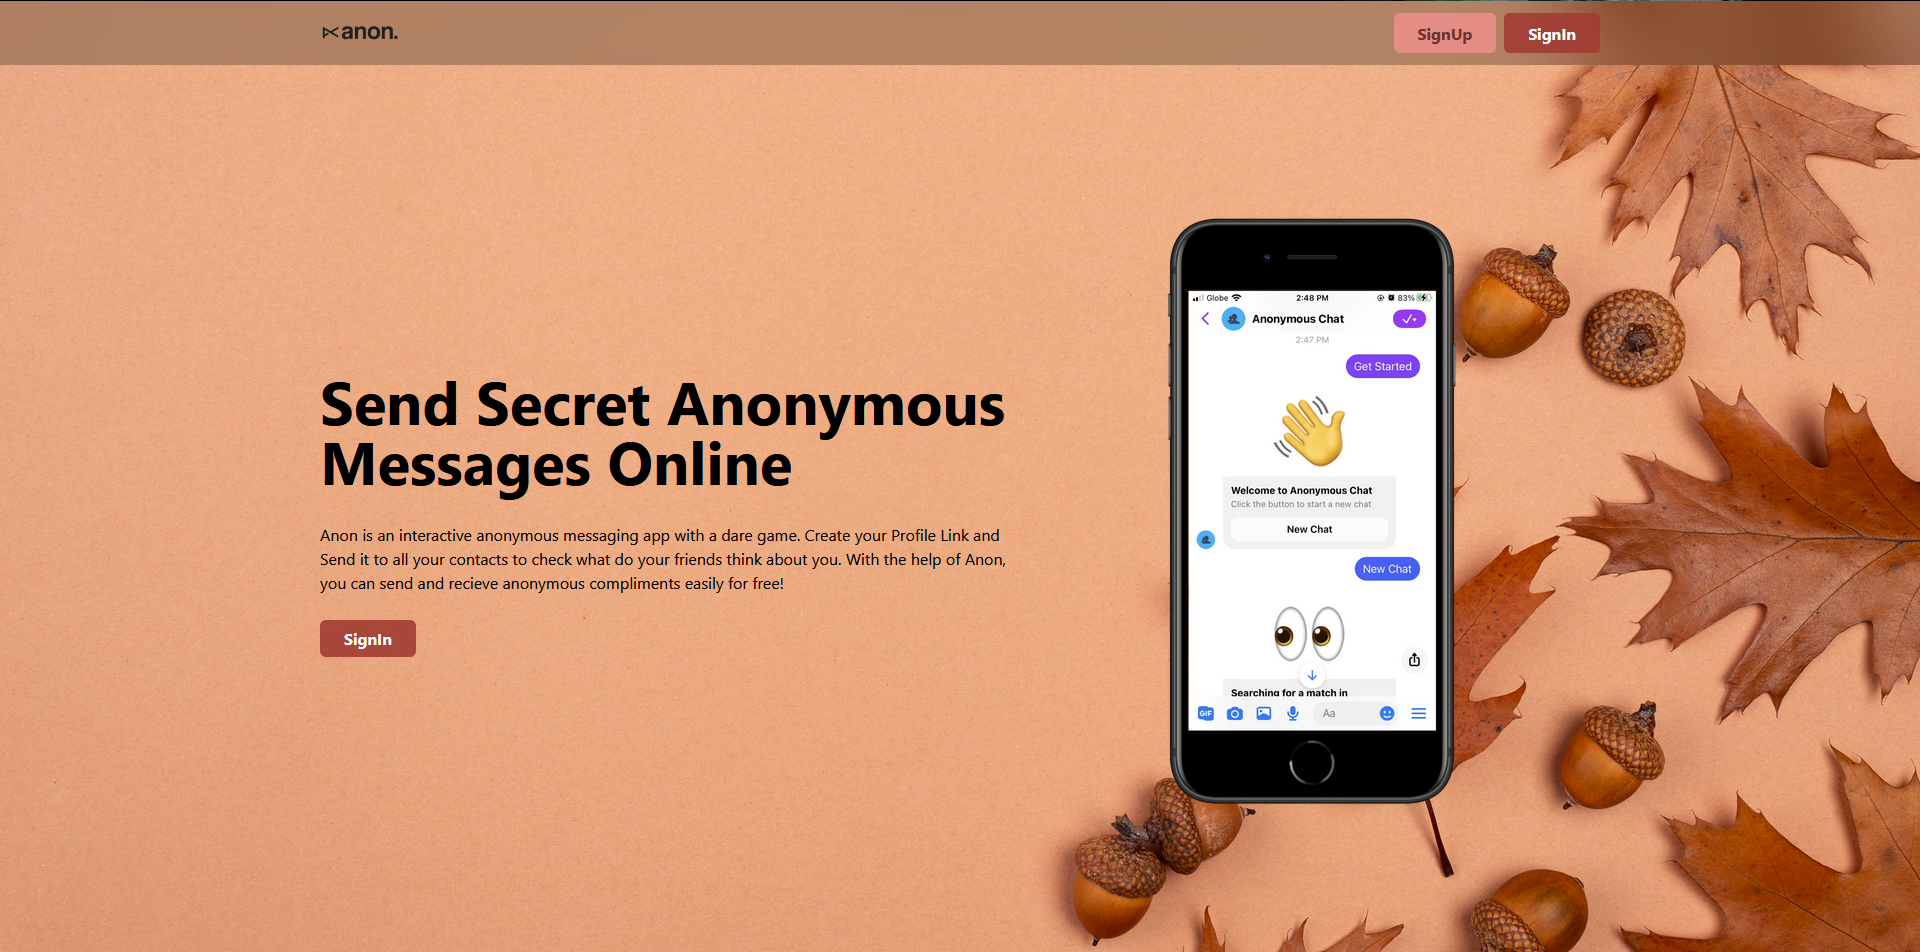 anon.
SignUp
SignIn
Send Secret Anonymous
Messages Online
Anon is an interactive anonymous messaging app with a dare game. Create your Profile Link and
Send it to all your contacts to check what do your friends think about you. With the help of Anon,
you can send and recieve anonymous compliments easily for free!
SignIn
Globe
2:48 PM
83%
Anonymous Chat
2:47 PM
Get Started
Welcome to Anonymous Chat
Click the button to start a new chat
New Chat
New Chat
Searching for a match in
GIF
Aa